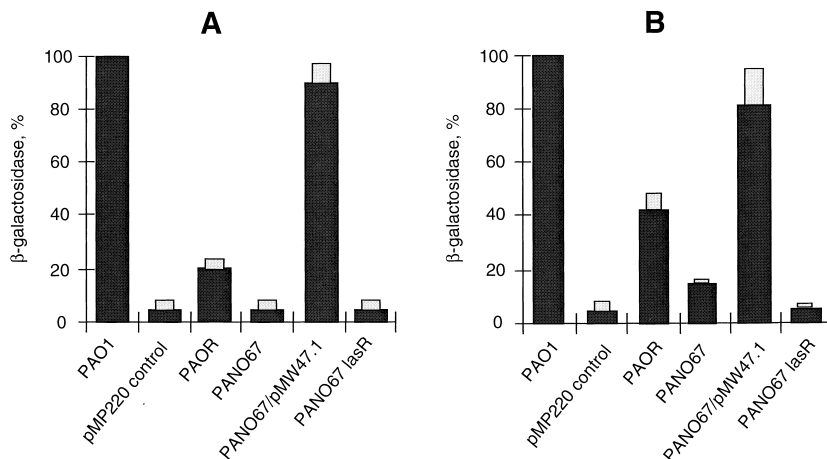 A
β-galactosidase, %
100
80
60
40
20
0
PAO1
pMP220 control
PAOR
PANO67
PANO67/pMW47.1
PANO67 lasR
B
β-galactosidase, %
100
80
60
40
20
0
PAO1
pMP220 control
PAOR
PANO67
PANO67/pMW47.1
PANO67 lasR